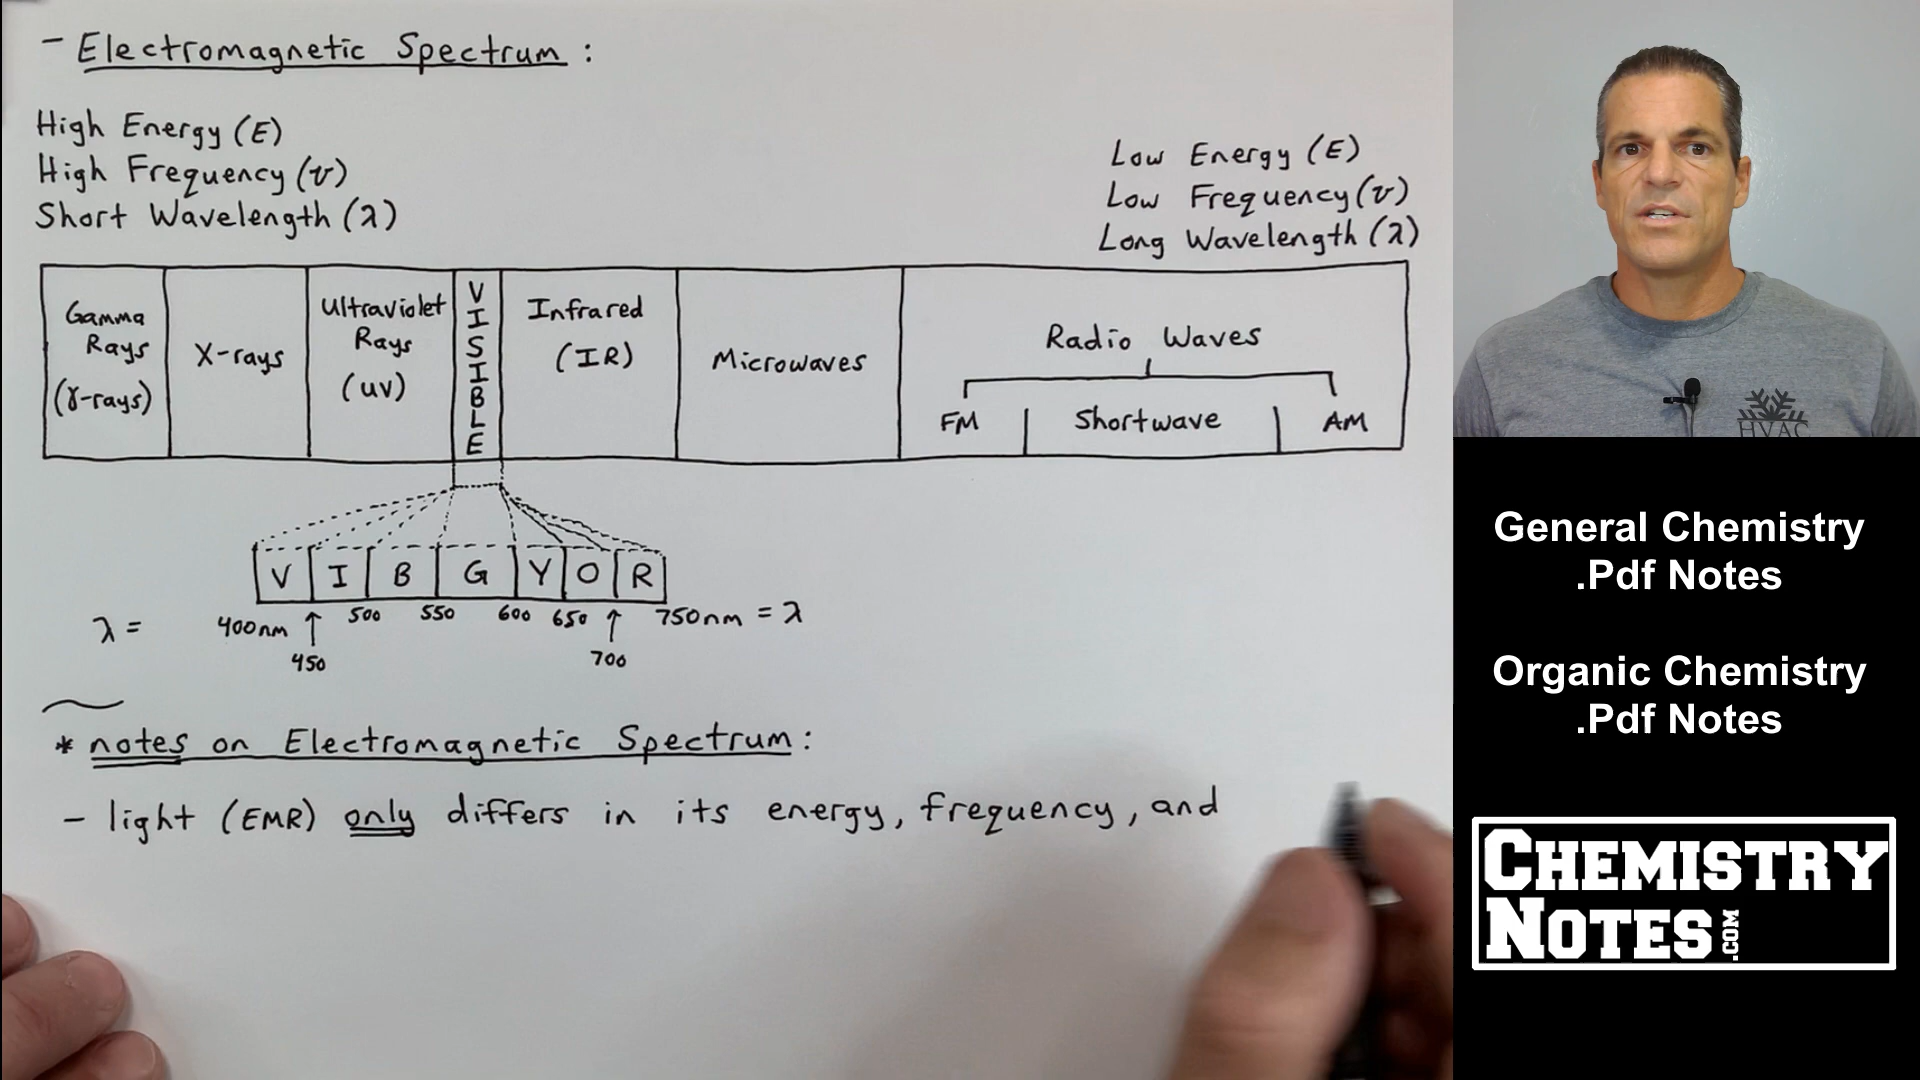 - Electromagnetic Spectrum :
High Energy (E)
High Frequency (ν)
Short Wavelength (λ)
Low Energy (E)
Low Frequency (ν)
Long Wavelength (λ)
Gamma Rays (γ-rays)
X-rays
Ultraviolet Rays (UV)
VISIBLE
Infrared (IR)
Microwaves
Radio Waves
FM
Shortwave
AM
V I B G Y O R
λ = 400nm ↑ 500 550 600 650 ↑ 750nm = λ
450 700
* notes on Electromagnetic Spectrum :
- light (EMR) only differs in its energy, frequency, and
HVAC
General Chemistry
.Pdf Notes
Organic Chemistry
.Pdf Notes
CHEMISTRY
NOTES.COM